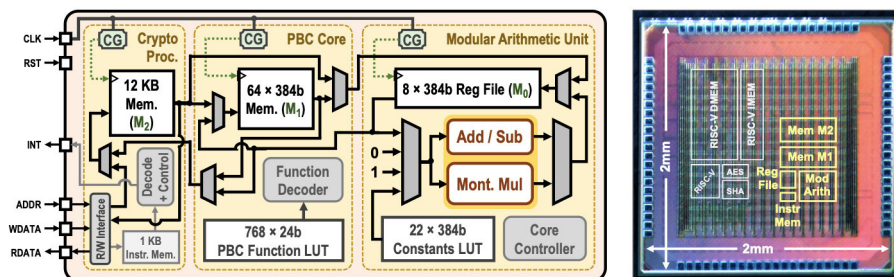 CLK
RST
INT
ADDR
WDATA
RDATA
CG
Crypto
Proc.
12 KB
Mem.
(M2)
Decode
+ Control
R/W Interface
1 KB
Instr. Mem.
CG
PBC Core
64 × 384b
Mem. (M1)
Function
Decoder
768 × 24b
PBC Function LUT
CG
Modular Arithmetic Unit
8 × 384b Reg File (M0)
0
1
Add / Sub
Mont. Mul
22 × 384b
Constants LUT
Core
Controller
2mm
RISC-V DMEM
RISC-V IMEM
Mem M2
Mem M1
RISC-V
AES
SHA
Reg
File
Mod
Arith
Instr
Mem
2mm